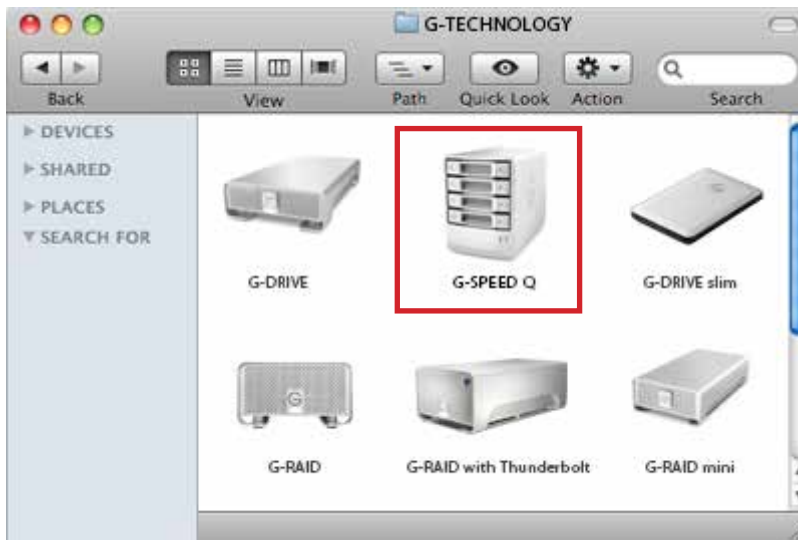 G-TECHNOLOGY
Back
View
Path
Quick Look
Action
Search
DEVICES
SHARED
PLACES
SEARCH FOR
G-DRIVE
G-SPEED Q
G-DRIVE slim
G-RAID
G-RAID with Thunderbolt
G-RAID mini